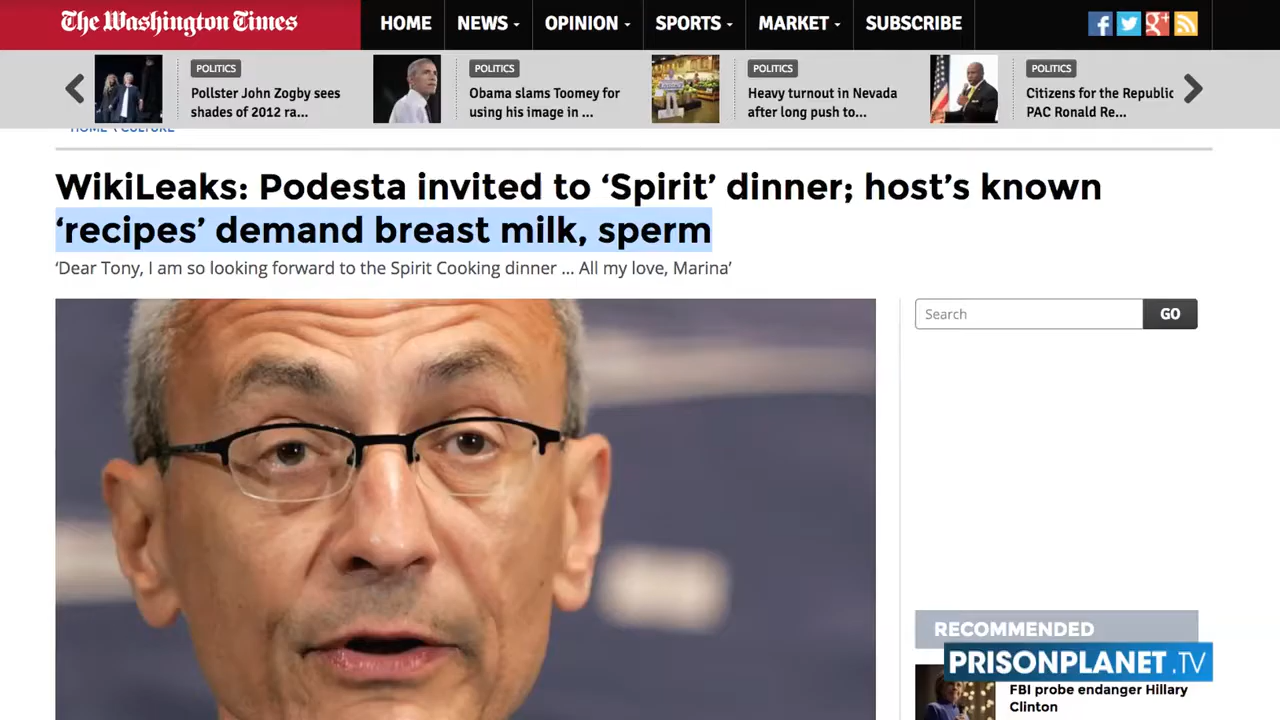 The Washington Times
HOME NEWS OPINION SPORTS MARKET SUBSCRIBE
POLITICS
Pollster John Zogby sees
shades of 2012 ra...
POLITICS
Obama slams Toomey for
using his image in ...
POLITICS
Heavy turnout in Nevada
after long push to...
POLITICS
Citizens for the Republic
PAC Ronald Re...
HOME \ CULTURE
WikiLeaks: Podesta invited to ‘Spirit’ dinner; host’s known
‘recipes’ demand breast milk, sperm
‘Dear Tony, I am so looking forward to the Spirit Cooking dinner ... All my love, Marina’
Search GO
RECOMMENDED
PRISONPLANET.TV
FBI probe endanger Hillary
Clinton